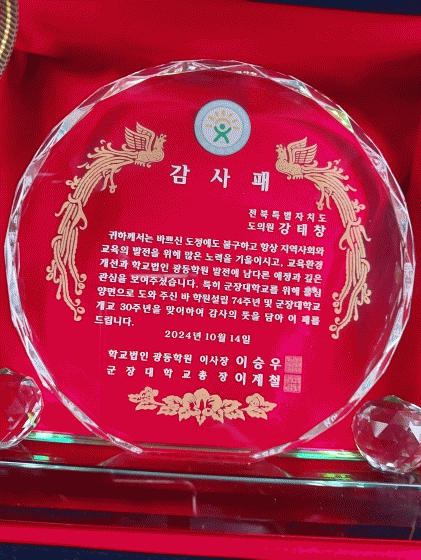 감사패
전북특별자치도
도의원 강태창
귀하께서는 바쁘신 도정에도 불구하고 항상 지역사회와
교육의 발전을 위해 많은 노력을 기울이시고, 교육환경
개선과 학교법인 광동학원 발전에 남다른 애정과 깊은
관심을 보여주셨습니다. 특히 군장대학교를 위해 물심
양면으로 도와 주신 바 학원설립 74주년 및 군장대학교
개교 30주년을 맞이하여 감사의 뜻을 담아 이 패를
드립니다.
2024년 10월 14일
학교법인 광동학원 이사장 이승우
군장대학교총장 이계철